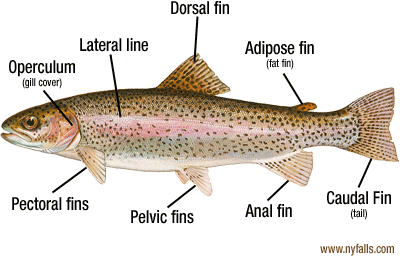 Dorsal fin
Lateral line
Adipose fin
(fat fin)
Operculum
(gill cover)
Pectoral fins
Pelvic fins
Anal fin
Caudal Fin
(tail)
www.nyfalls.com